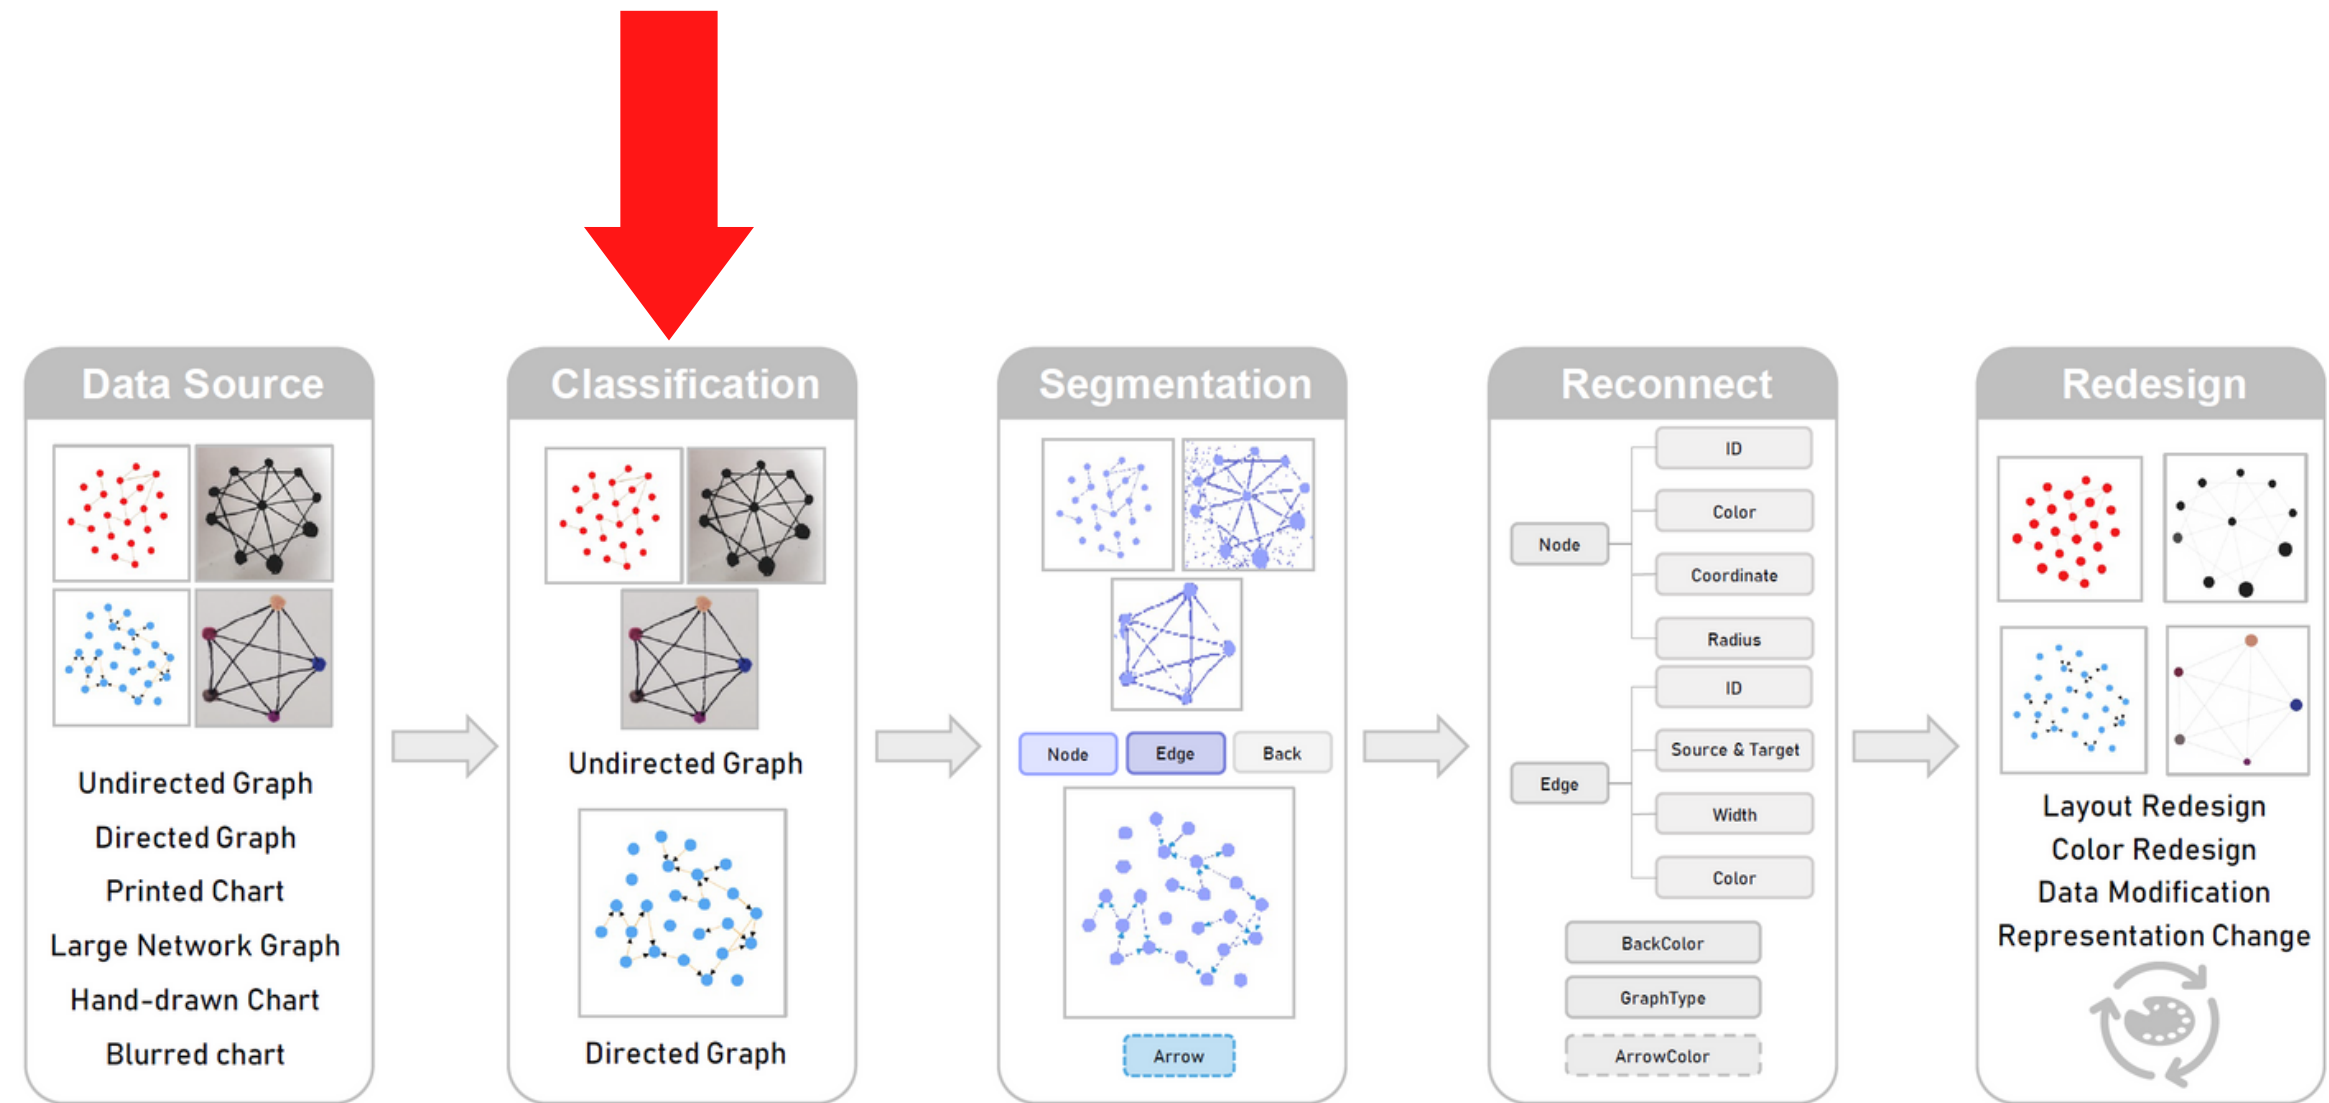 Data Source
Undirected Graph
Directed Graph
Printed Chart
Large Network Graph
Hand-drawn Chart
Blurred chart
Classification
Undirected Graph
Directed Graph
Segmentation
Node Edge Back
Arrow
Reconnect
Node
ID
Color
Coordinate
Radius
Edge
ID
Source & Target
Width
Color
BackColor
GraphType
ArrowColor
Redesign
Layout Redesign
Color Redesign
Data Modification
Representation Change